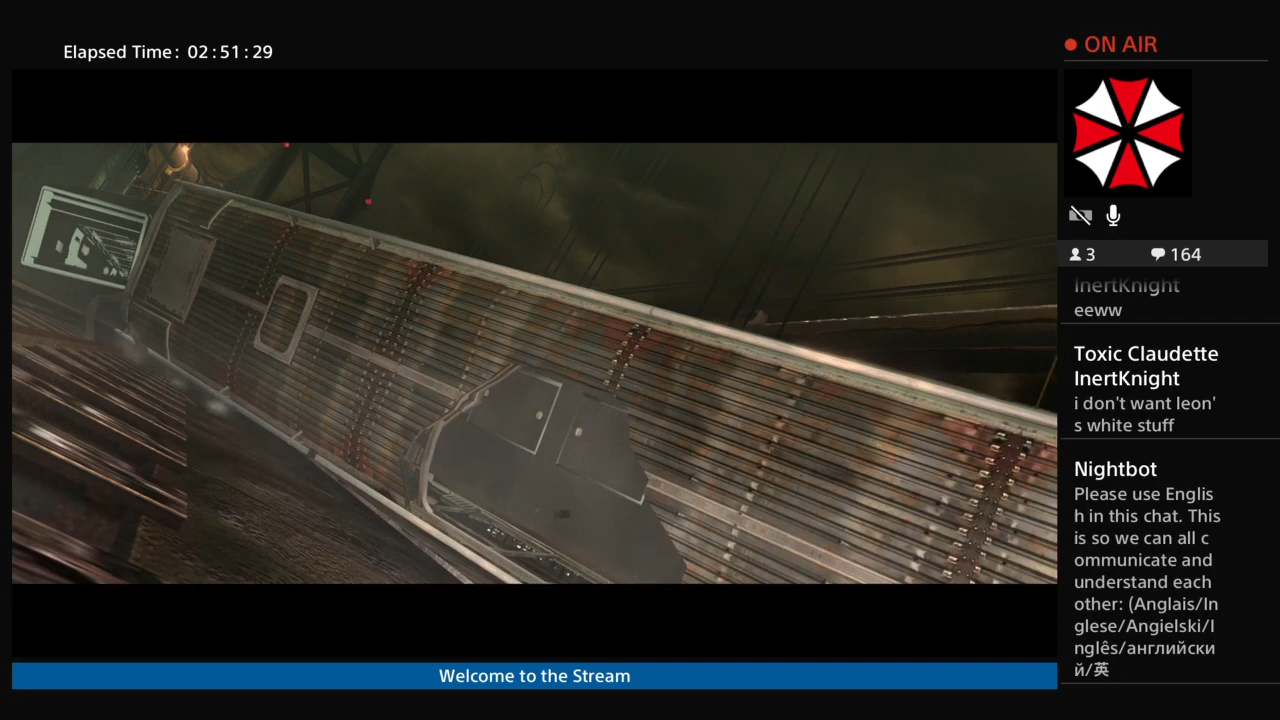 Elapsed Time: 02:51:29
ON AIR
3
164
InertKnight
eeww
Toxic Claudette
InertKnight
i don't want leon'
s white stuff
Nightbot
Please use Englis
h in this chat. This
is so we can all c
ommunicate and
understand each
other: (Anglais/In
glese/Angielski/I
nglês/английски
й/英
Welcome to the Stream